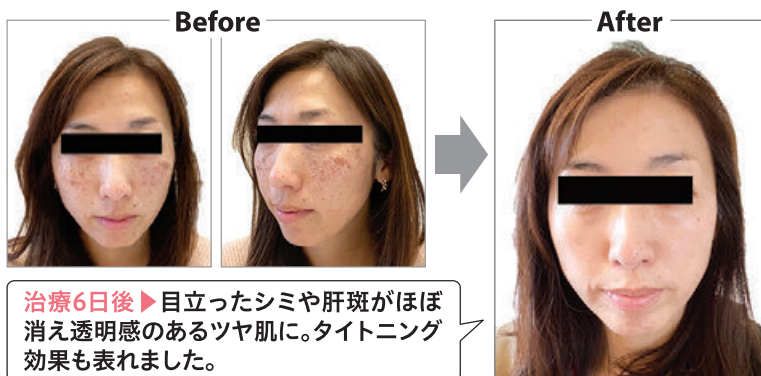 Before
After
治療6日後▶目立ったシミや肝斑がほぼ
消え透明感のあるツヤ肌に。タイトニング
効果も表れました。